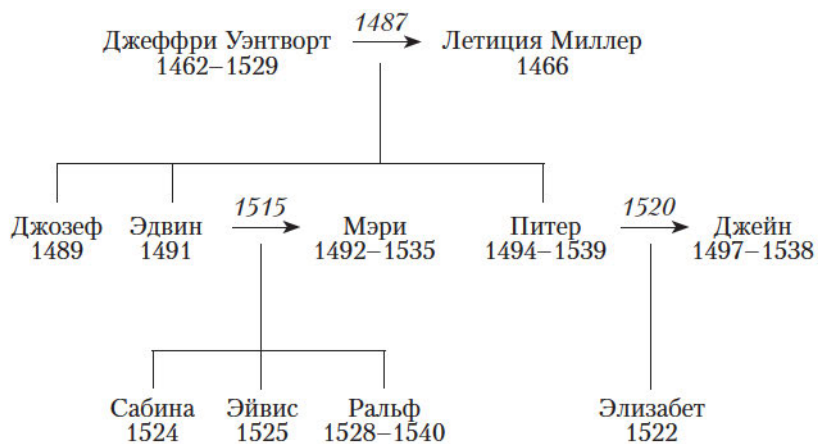 1487
Джеффри Уэнтворт Летиция Миллер
1462–1529 1466
1515 1520
Джозеф Эдвин Мэри Питер Джейн
1489 1491 1492–1535 1494–1539 1497–1538
Сабина Эйвис Ральф Элизабет
1524 1525 1528–1540 1522